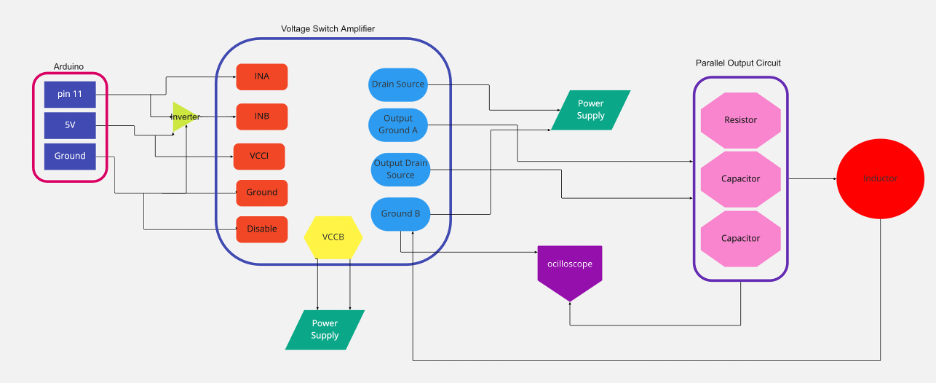 Voltage Switch Amplifier
Arduino
pin 11
5V
Ground
Inverter
INA
INB
VCCI
Ground
Disable
VCCB
Drain Source
Output
Ground A
Output Drain
Source
Ground B
Power
Supply
Power
Supply
ocilloscope
Parallel Output Circuit
Resistor
Capacitor
Capacitor
Inductor